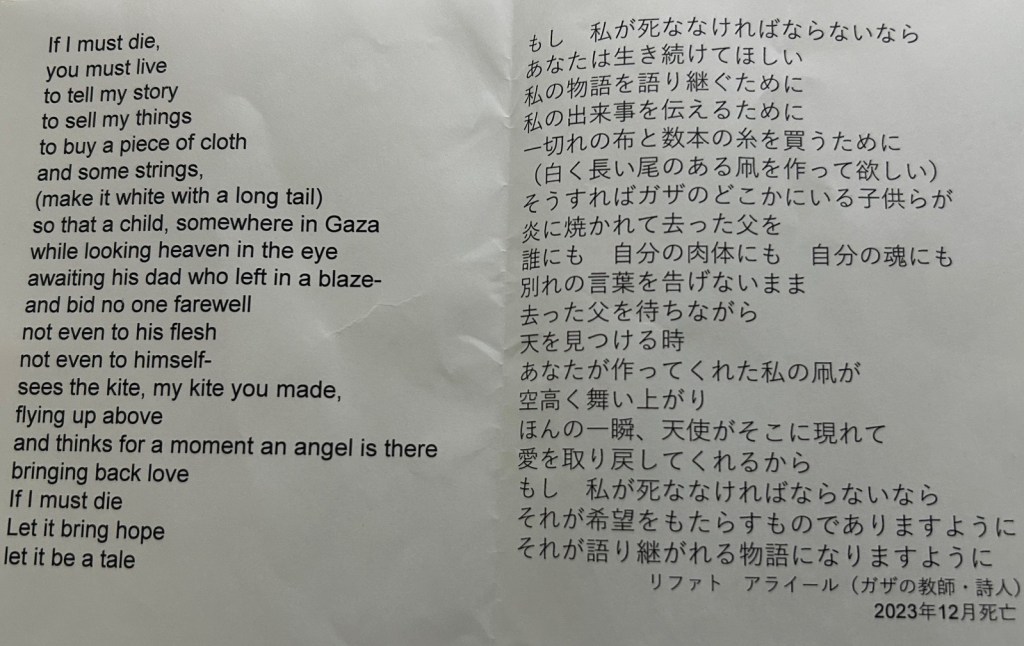 If I must die,
you must live
to tell my story
to sell my things
to buy a piece of cloth
and some strings,
(make it white with a long tail)
so that a child, somewhere in Gaza
while looking heaven in the eye
awaiting his dad who left in a blaze-
and bid no one farewell
not even to his flesh
not even to himself-
sees the kite, my kite you made,
flying up above
and thinks for a moment an angel is there
bringing back love
If I must die
Let it bring hope
let it be a tale
もし　私が死ななければならないなら
あなたは生き続けてほしい
私の物語を語り継ぐために
私の出来事を伝えるために
一切れの布と数本の糸を買うために
（白く長い尾のある凧を作って欲しい）
そうすればガザのどこかにいる子供らが
炎に焼かれて去った父を
誰にも　自分の肉体にも　自分の魂にも
別れの言葉を告げないまま
去った父を待ちながら
天を見つける時
あなたが作ってくれた私の凧が
空高く舞い上がり
ほんの一瞬、天使がそこに現れて
愛を取り戻してくれるから
もし　私が死ななければならないなら
それが希望をもたらすものでありますように
それが語り継がれる物語になりますように
リファト　アライール（ガザの教師・詩人）
2023年12月死亡